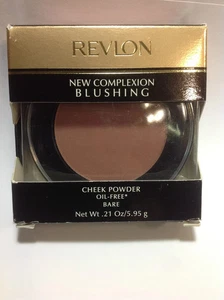 REVLON
NEW COMPLEXION
BLUSHING
CHEEK POWDER
OIL-FREE*
BARE
Net Wt .21 Oz/5.95 g